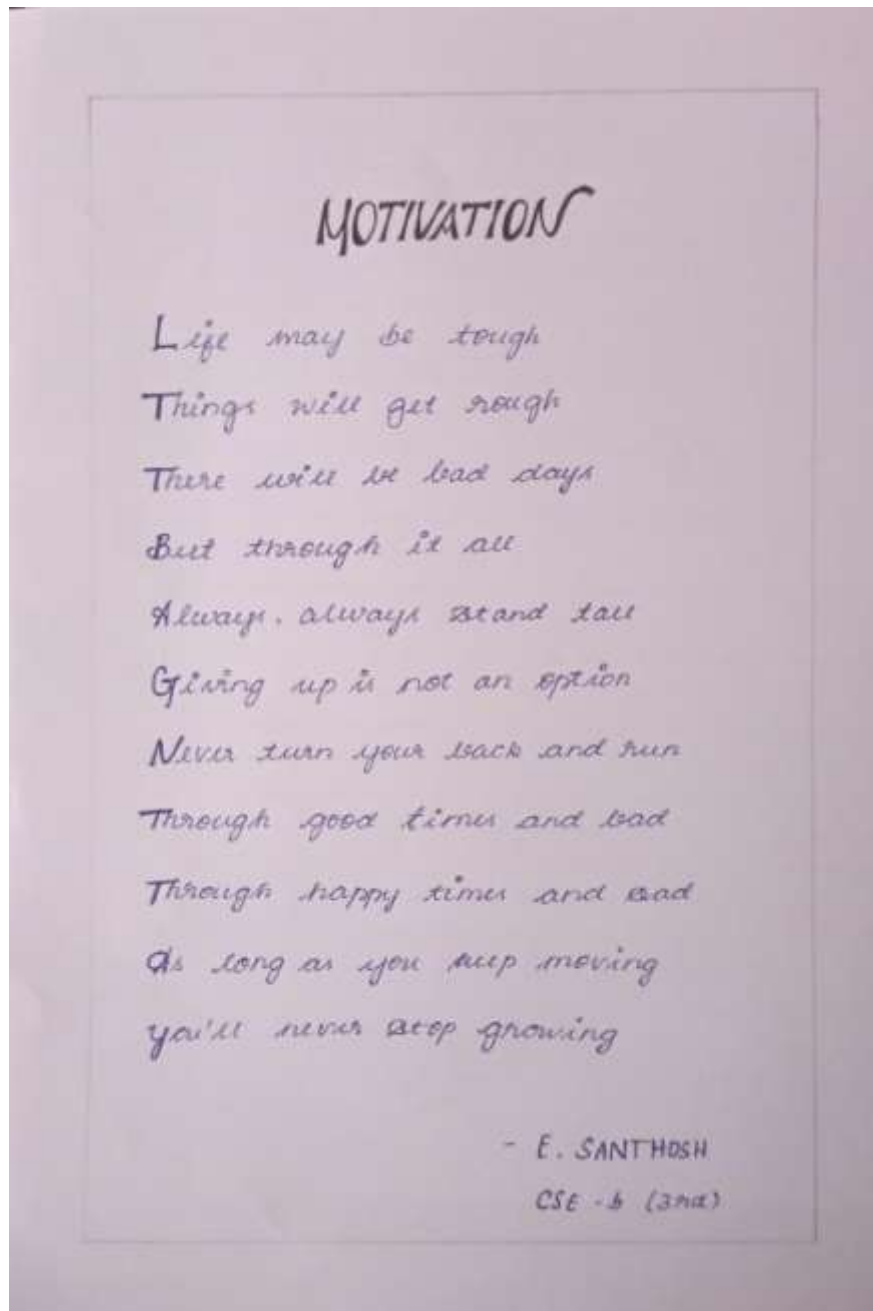 MOTIVATION
Life may be tough
Things will get rough
There will be bad days
But through it all
Always, always stand tall
Giving up is not an option
Never turn your back and run
Through good times and bad
Through happy times and sad
As long as you keep moving
you'll never stop growing
- E. SANTHOSH
CSE - b (3rd)